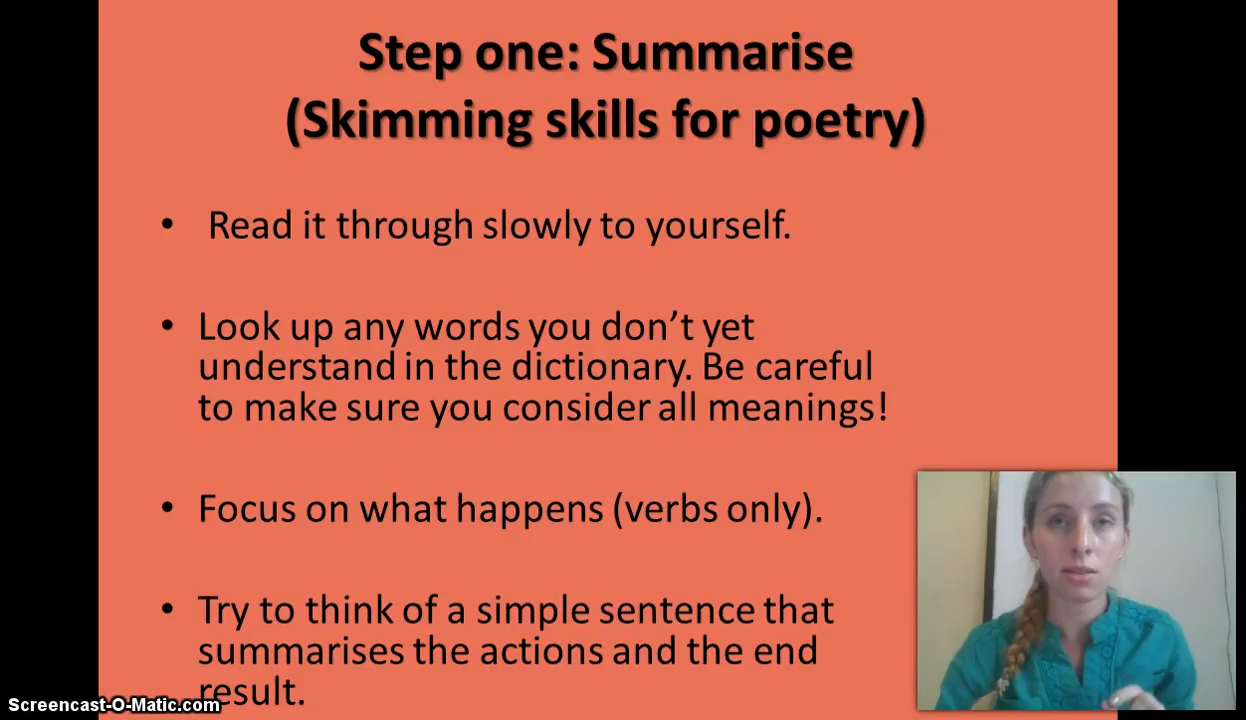 Step one: Summarise
(Skimming skills for poetry)
• Read it through slowly to yourself.
• Look up any words you don’t yet
understand in the dictionary. Be careful
to make sure you consider all meanings!
• Focus on what happens (verbs only).
• Try to think of a simple sentence that
summarises the actions and the end
result.
Screencast-O-Matic.com